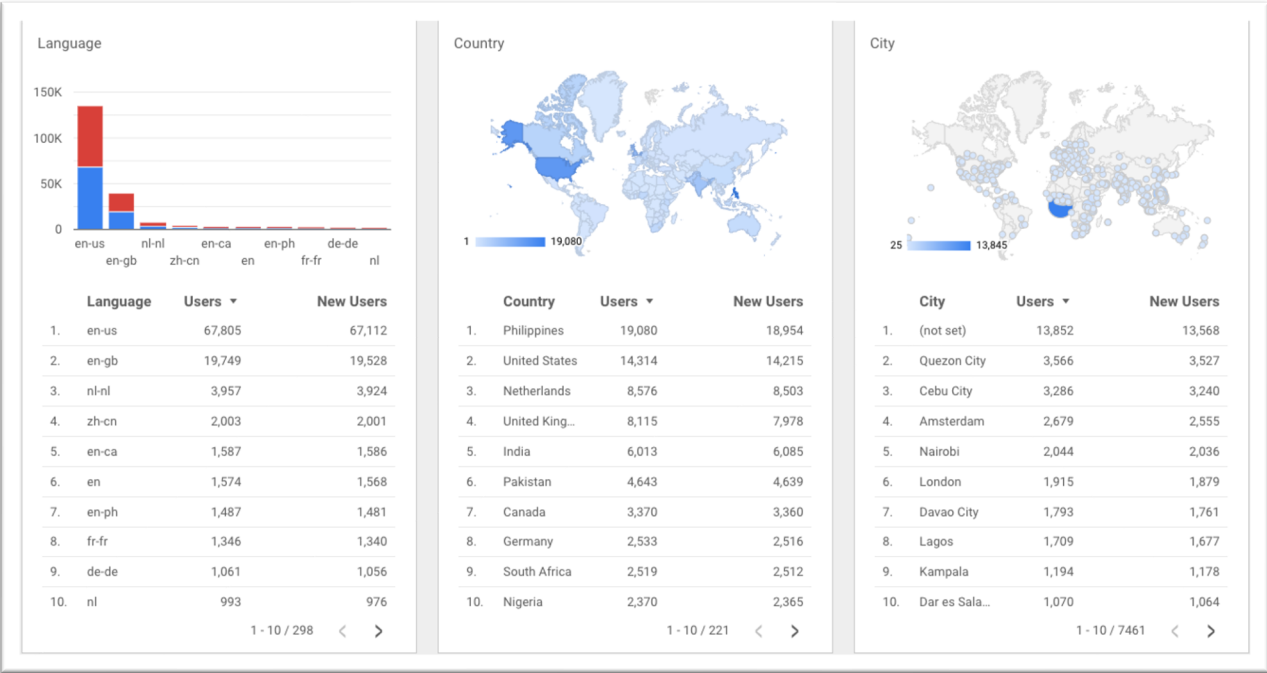 Language
150K
100K
50K
0
en-us nl-nl en-ca en-ph de-de
en-gb zh-cn en fr-fr nl
Language Users New Users
1. en-us 67,805 67,112
2. en-gb 19,749 19,528
3. nl-nl 3,957 3,924
4. zh-cn 2,003 2,001
5. en-ca 1,587 1,586
6. en 1,574 1,568
7. en-ph 1,487 1,481
8. fr-fr 1,346 1,340
9. de-de 1,061 1,056
10. nl 993 976
1 - 10 / 298
Country
1 19,080
Country Users New Users
1. Philippines 19,080 18,954
2. United States 14,314 14,215
3. Netherlands 8,576 8,503
4. United King... 8,115 7,978
5. India 6,013 6,085
6. Pakistan 4,643 4,639
7. Canada 3,370 3,360
8. Germany 2,533 2,516
9. South Africa 2,519 2,512
10. Nigeria 2,370 2,365
1 - 10 / 221
City
25 13,845
City Users New Users
1. (not set) 13,852 13,568
2. Quezon City 3,566 3,527
3. Cebu City 3,286 3,240
4. Amsterdam 2,679 2,555
5. Nairobi 2,044 2,036
6. London 1,915 1,879
7. Davao City 1,793 1,761
8. Lagos 1,709 1,677
9. Kampala 1,194 1,178
10. Dar es Sala... 1,070 1,064
1 - 10 / 7461